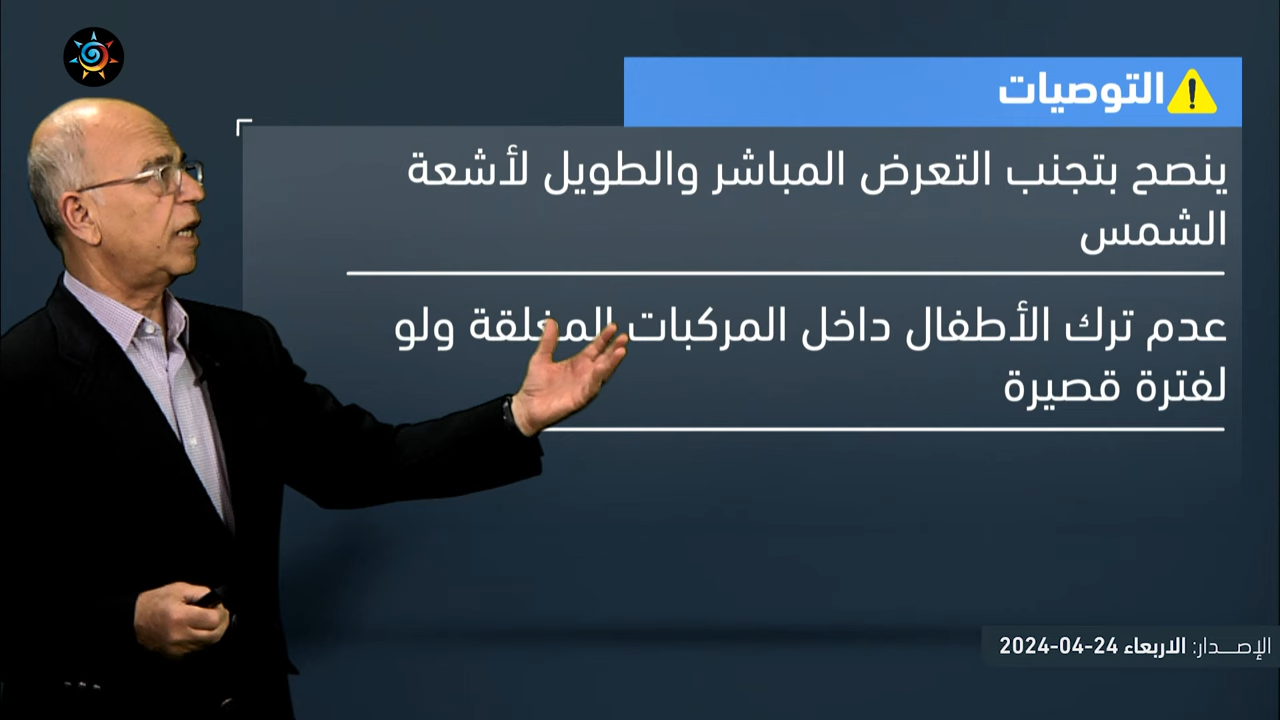 التوصيات
ينصح بتجنب التعرض المباشر والطويل لأشعة
الشمس
عدم ترك الأطفال داخل المركبات المغلقة ولو
لفترة قصيرة
الإصـــدار: الاربعاء 24-04-2024